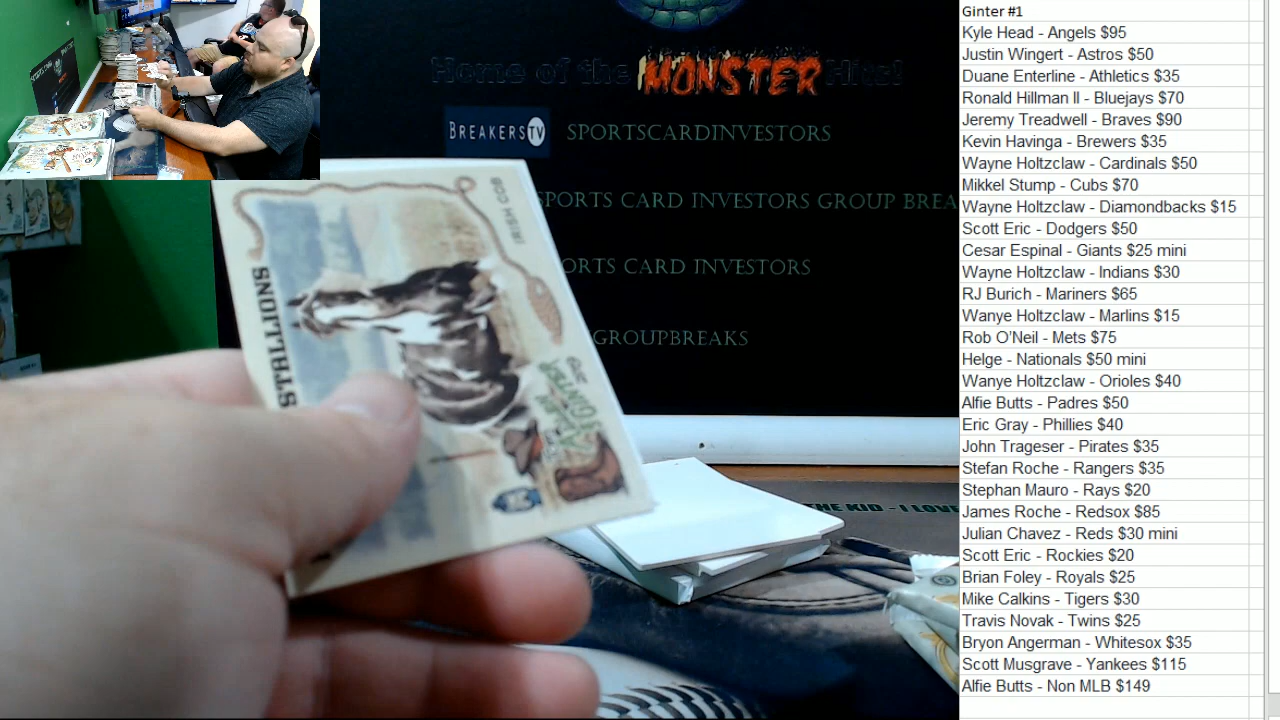 Home of the MONSTER Hits!
BREAKERSTV SPORTSCARDINVESTORS
SPORTS CARD INVESTORS GROUP BREA
ORTS CARD INVESTORS
GROUPBREAKS
IRISH COB
STALLIONS
ALLEN
GINTER
THE KID - I LOVE
Ginter #1
Kyle Head - Angels $95
Justin Wingert - Astros $50
Duane Enterline - Athletics $35
Ronald Hillman II - Bluejays $70
Jeremy Treadwell - Braves $90
Kevin Havinga - Brewers $35
Wayne Holtzclaw - Cardinals $50
Mikkel Stump - Cubs $70
Wayne Holtzclaw - Diamondbacks $15
Scott Eric - Dodgers $50
Cesar Espinal - Giants $25 mini
Wayne Holtzclaw - Indians $30
RJ Burich - Mariners $65
Wanye Holtzclaw - Marlins $15
Rob O'Neil - Mets $75
Helge - Nationals $50 mini
Wanye Holtzclaw - Orioles $40
Alfie Butts - Padres $50
Eric Gray - Phillies $40
John Trageser - Pirates $35
Stefan Roche - Rangers $35
Stephan Mauro - Rays $20
James Roche - Redsox $85
Julian Chavez - Reds $30 mini
Scott Eric - Rockies $20
Brian Foley - Royals $25
Mike Calkins - Tigers $30
Travis Novak - Twins $25
Bryon Angerman - Whitesox $35
Scott Musgrave - Yankees $115
Alfie Butts - Non MLB $149